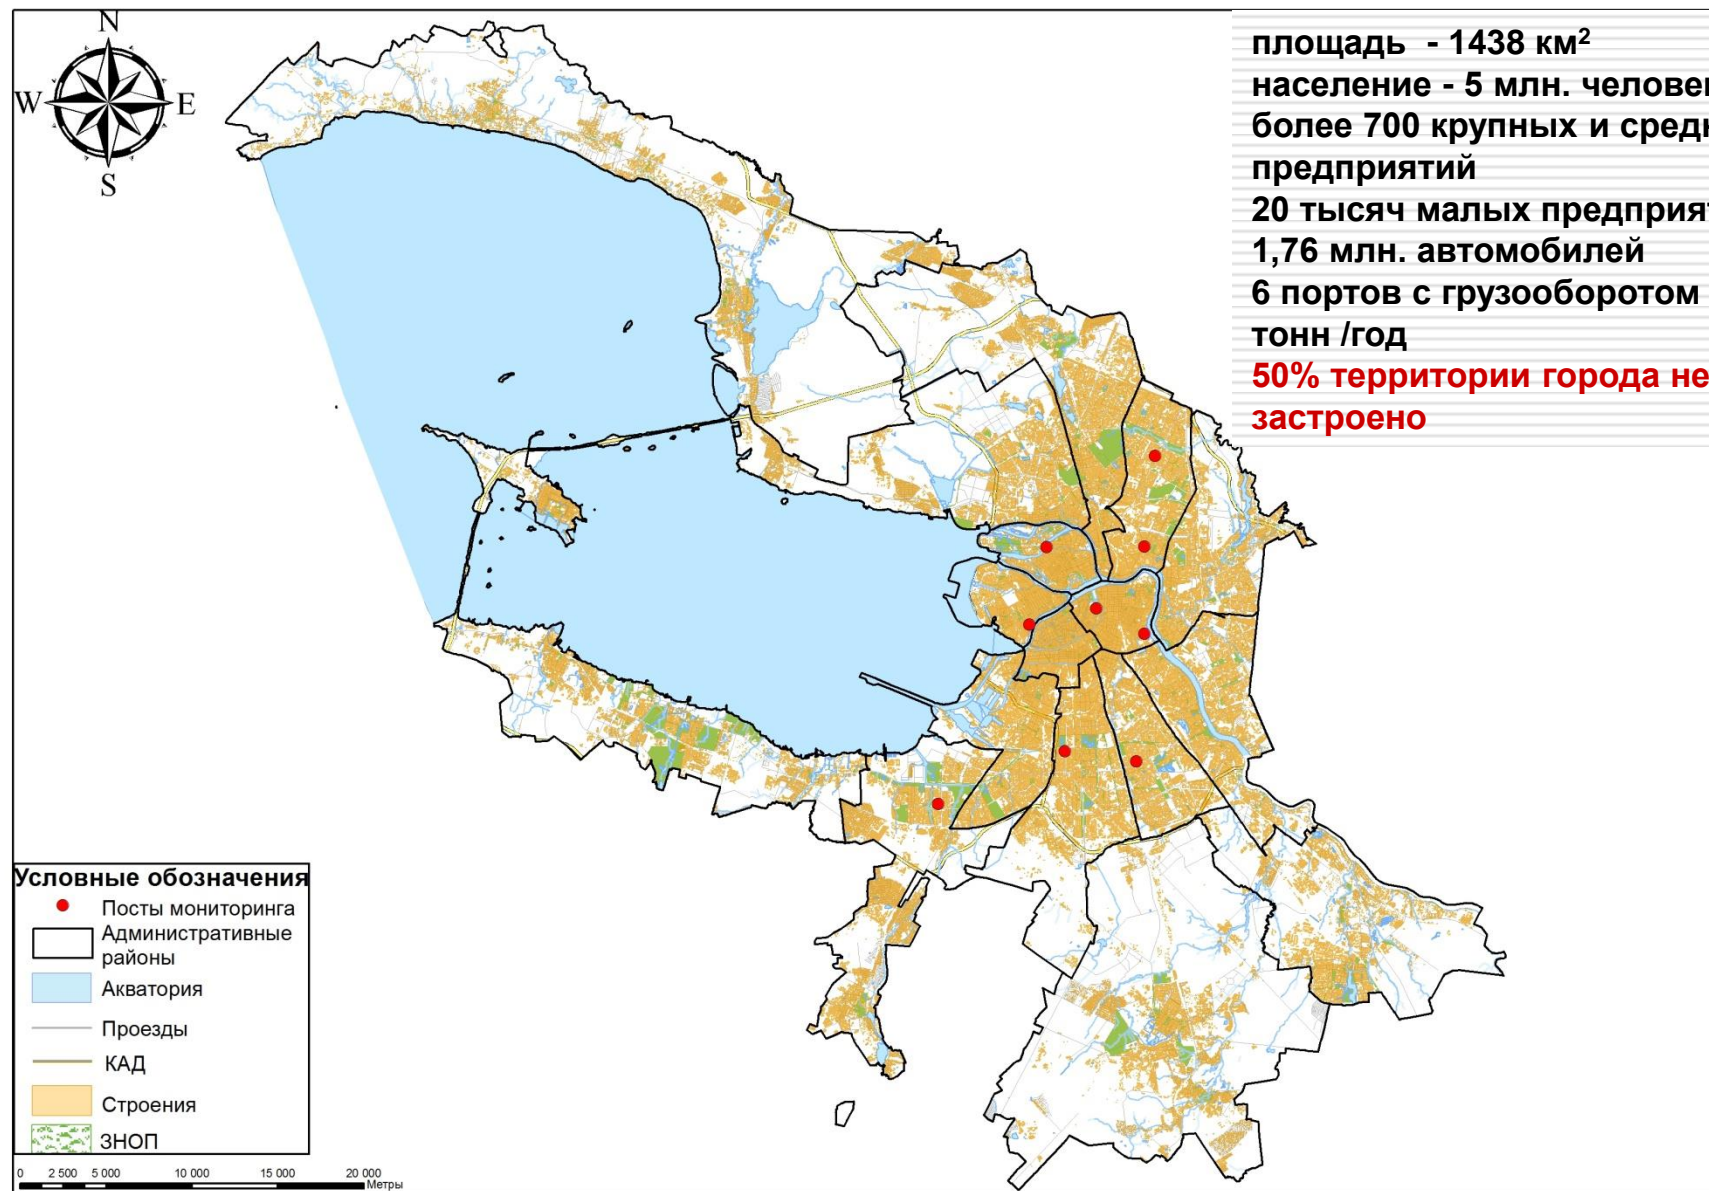 N
W E
S
площадь - 1438 км²
население - 5 млн. человек
более 700 крупных и средн
предприятий
20 тысяч малых предприят
1,76 млн. автомобилей
6 портов с грузооборотом
тонн /год
50% территории города не
застроено
Условные обозначения
Посты мониторинга
Административные
районы
Акватория
Проезды
КАД
Строения
ЗНОП
0 2 500 5 000 10 000 15 000 20 000
Метры